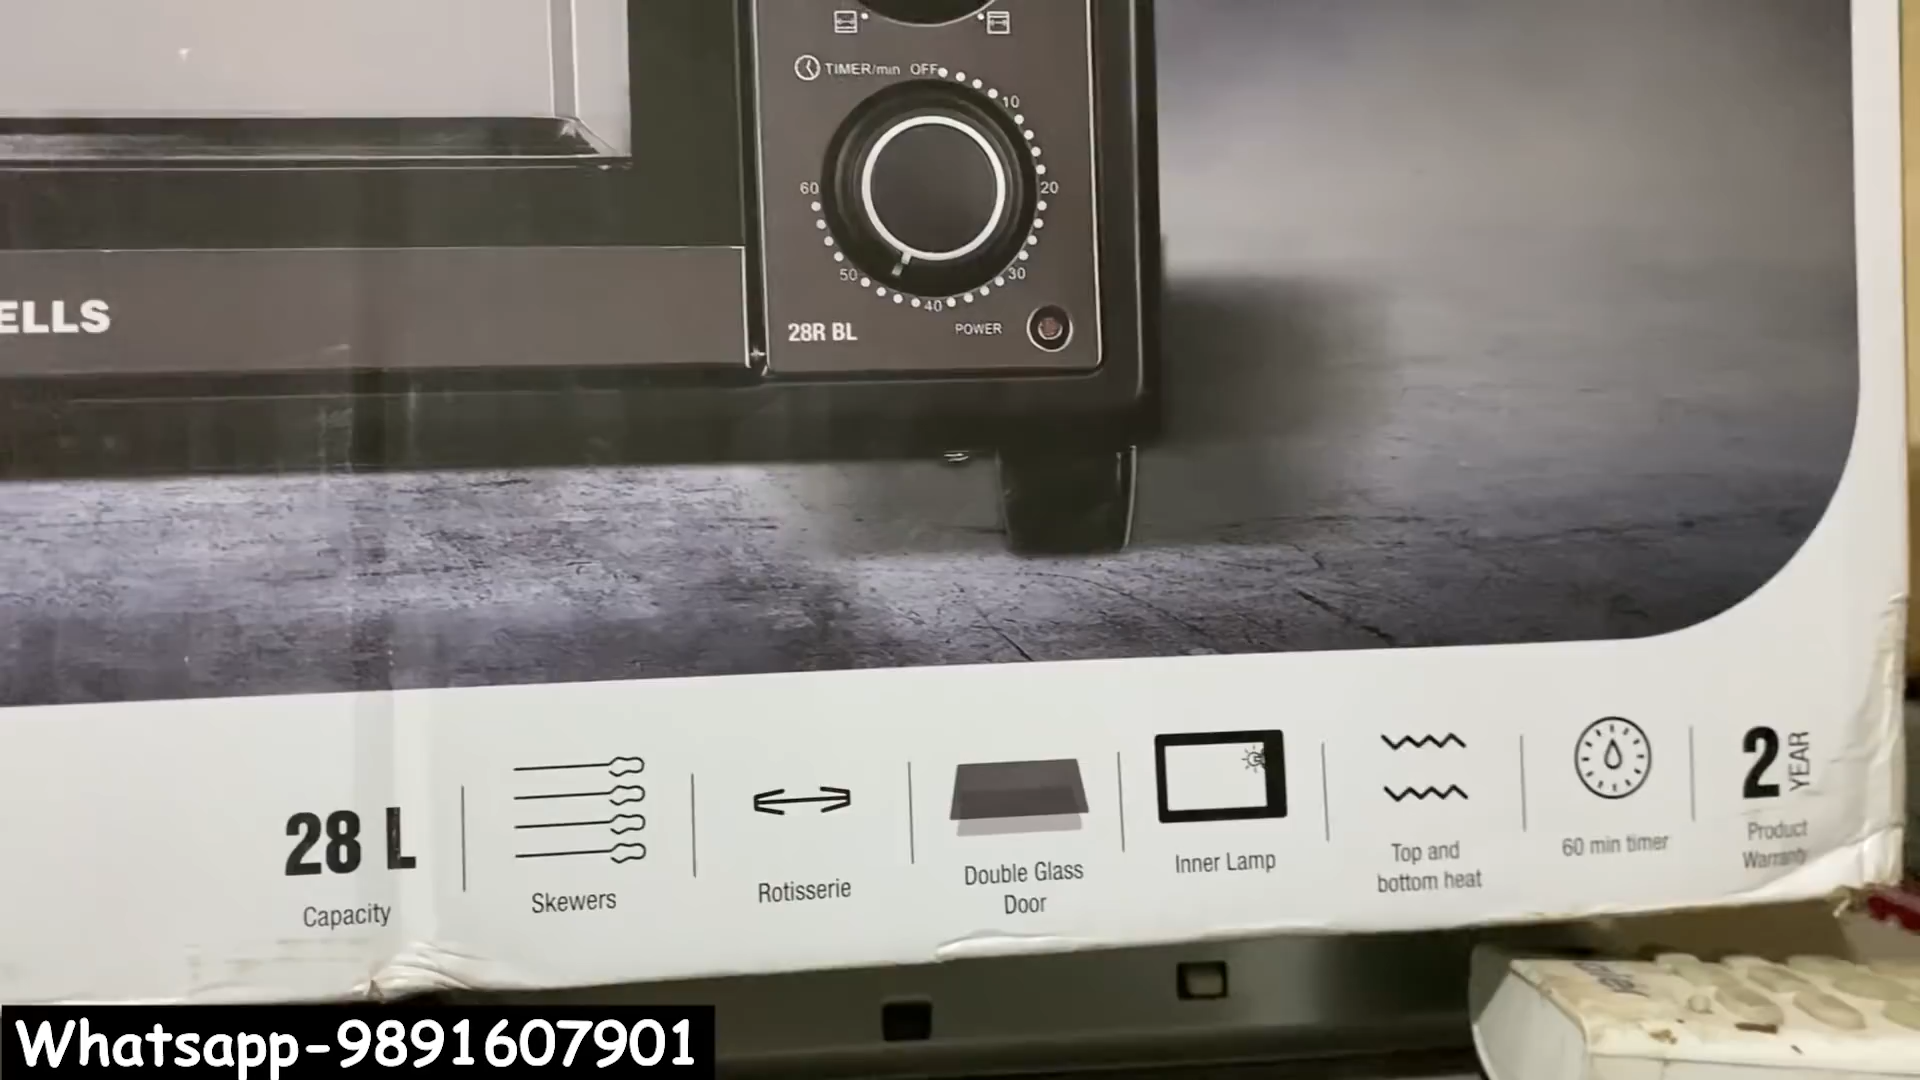 TIMER/min OFF
10
60
20
50
30
40
ELLS
28R BL
POWER
28 L
Capacity
Skewers
Rotisserie
Double Glass
Door
Inner Lamp
Top and
bottom heat
60 min timer
2 YEAR
Product
Warranty
Whatsapp-9891607901